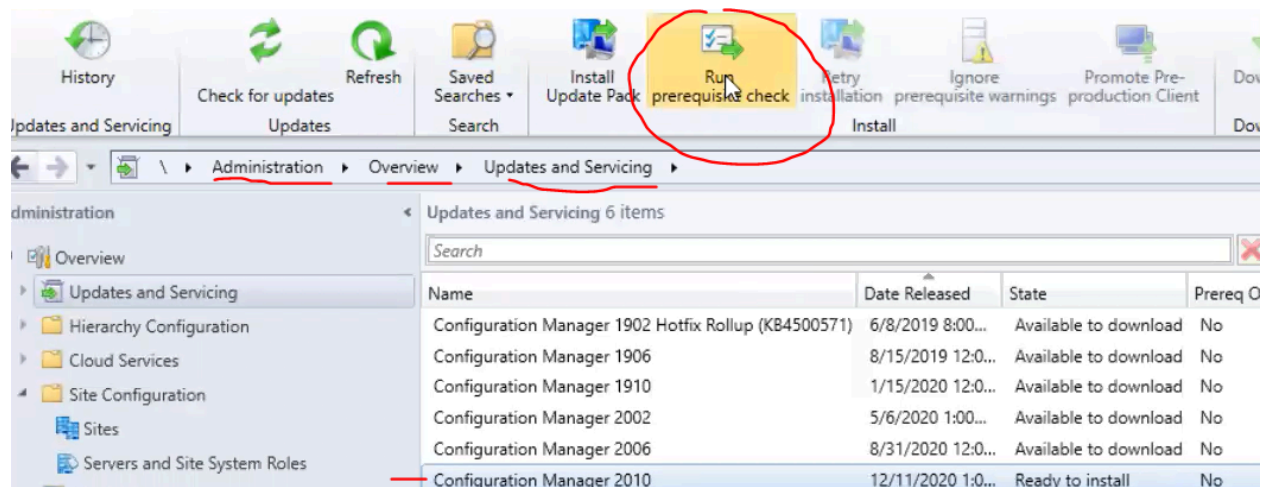 History
Check for updates
Refresh
Saved Searches
Install Update Pack
Run prerequisite check
Retry installation
Ignore prerequisite warnings
Promote Pre-production Client
Updates and Servicing
Updates
Search
Install
\ Administration Overview Updates and Servicing
Administration
Updates and Servicing 6 items
Overview
Search
Updates and Servicing
Name Date Released State Prereq O
Hierarchy Configuration
Configuration Manager 1902 Hotfix Rollup (KB4500571) 6/8/2019 8:00... Available to download No
Cloud Services
Configuration Manager 1906 8/15/2019 12:0... Available to download No
Site Configuration
Configuration Manager 1910 1/15/2020 12:0... Available to download No
Sites
Configuration Manager 2002 5/6/2020 1:00... Available to download No
Servers and Site System Roles
Configuration Manager 2006 8/31/2020 12:0... Available to download No
Configuration Manager 2010 12/11/2020 1:0... Ready to install No